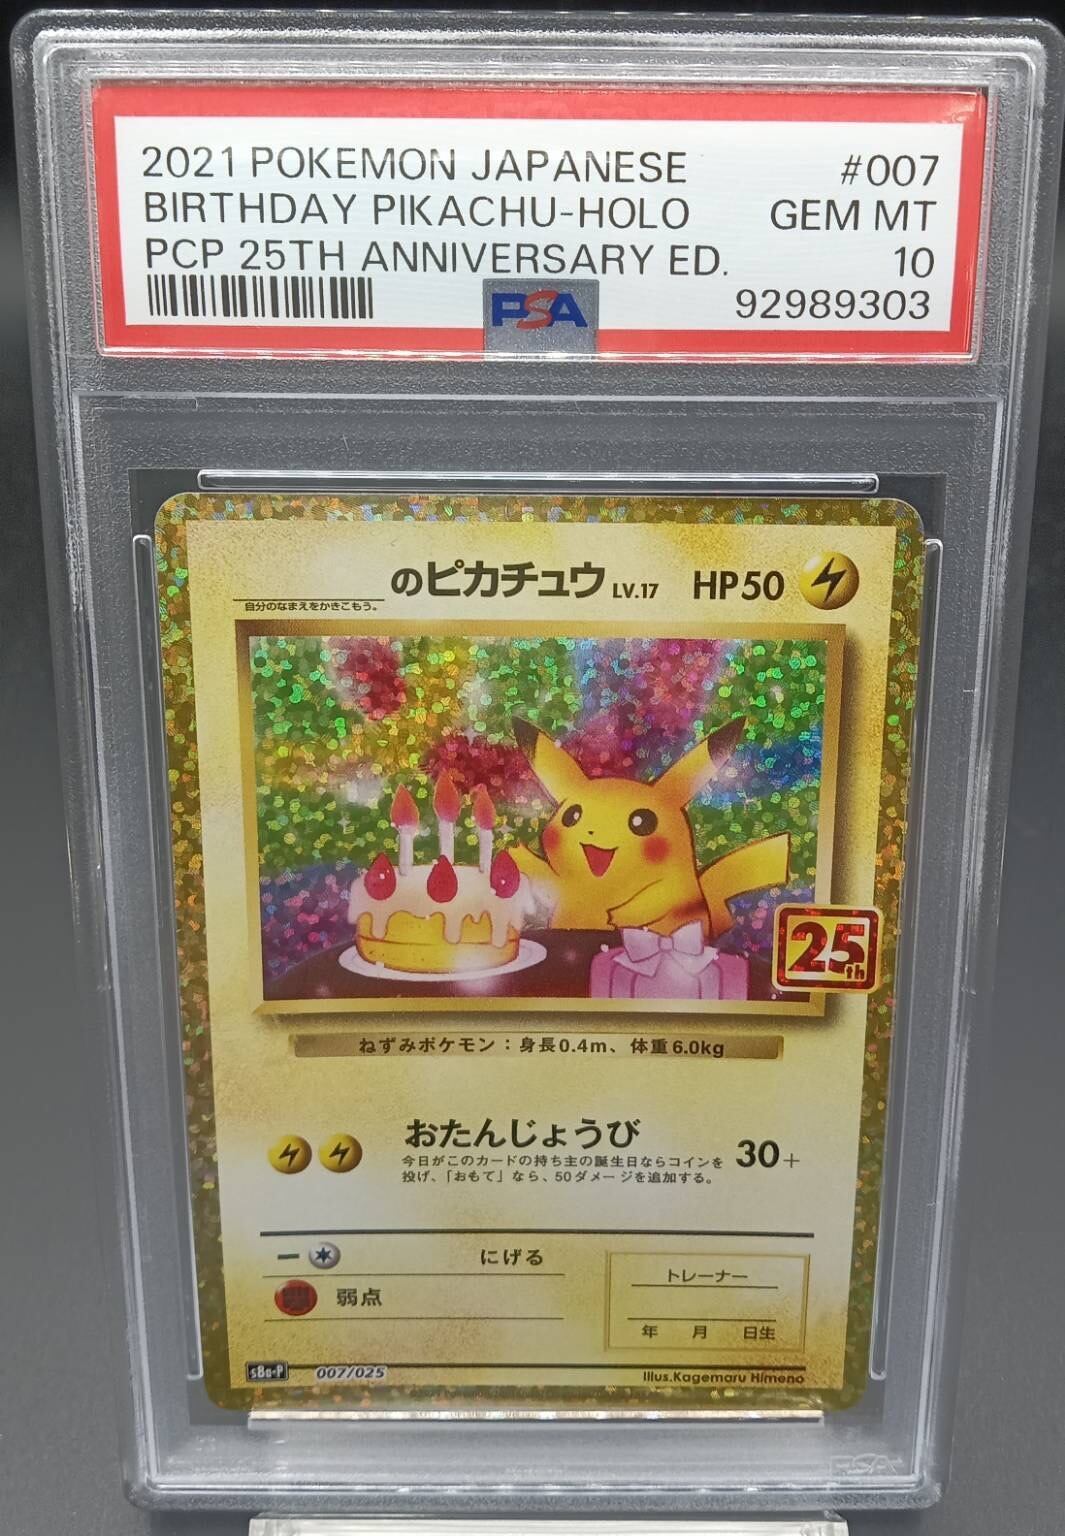 2021 POKEMON JAPANESE #007
BIRTHDAY PIKACHU-HOLO GEM MT
PCP 25TH ANNIVERSARY ED. 10
PSA 92989303
のピカチュウ LV.17 HP50
自分のなまえをかきこもう。
25th
ねずみポケモン：身長0.4m、体重6.0kg
おたんじょうび 30+
今日がこのカードの持ち主の誕生日ならコインを
投げ、「おもて」なら、50ダメージを追加する。
にげる
弱点
トレーナー
年 月 日生
s8a-P 007/025 Illus.Kagemaru Himeno
PSA